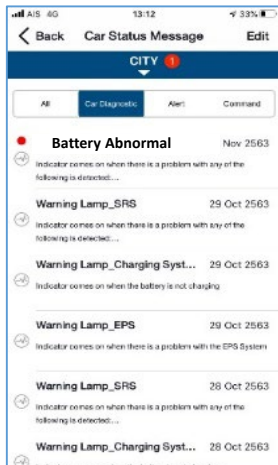 AIS 4G 13:12 33%
Back Car Status Message Edit
CITY 1
All Car Diagnostic Alert Command
Battery Abnormal Nov 2563
Indicator comes on when there is a problem with any of the
following is detected:...
Warning Lamp_SRS 29 Oct 2563
Indicator comes on when there is a problem with any of the
following is detected:...
Warning Lamp_Charging Syst... 29 Oct 2563
Indicator comes on when the battery is not charging
Warning Lamp_EPS 29 Oct 2563
Indicator comes on when there is a problem with the EPS System
Warning Lamp_SRS 28 Oct 2563
Indicator comes on when there is a problem with any of the
following is detected:...
Warning Lamp_Charging Syst... 28 Oct 2563